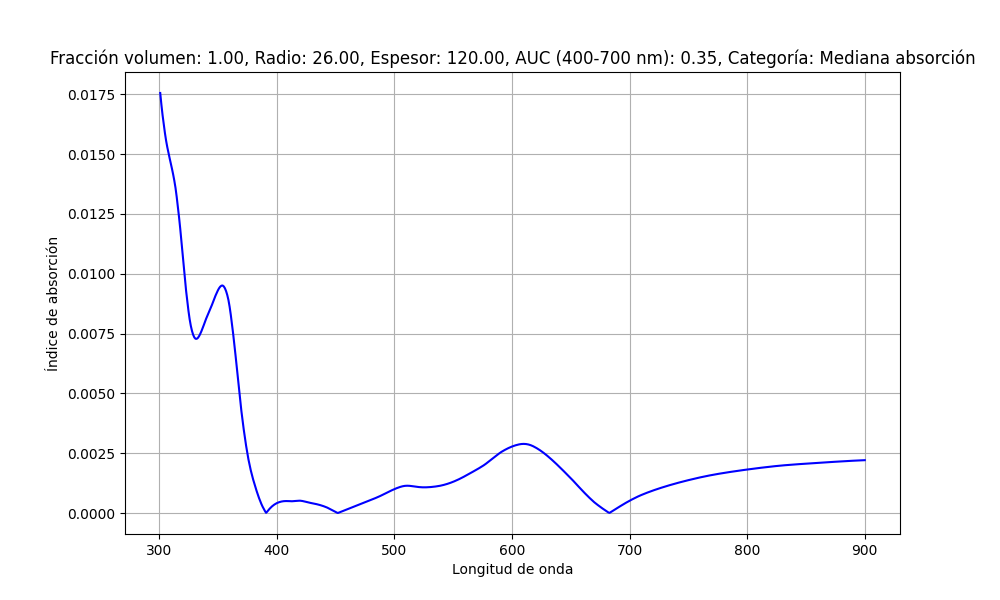 Fracción volumen: 1.00, Radio: 26.00, Espesor: 120.00, AUC (400-700 nm): 0.35, Categoría: Mediana absorción
0.0175
0.0150
0.0125
0.0100
0.0075
0.0050
0.0025
0.0000
Índice de absorción
300 400 500 600 700 800 900
Longitud de onda